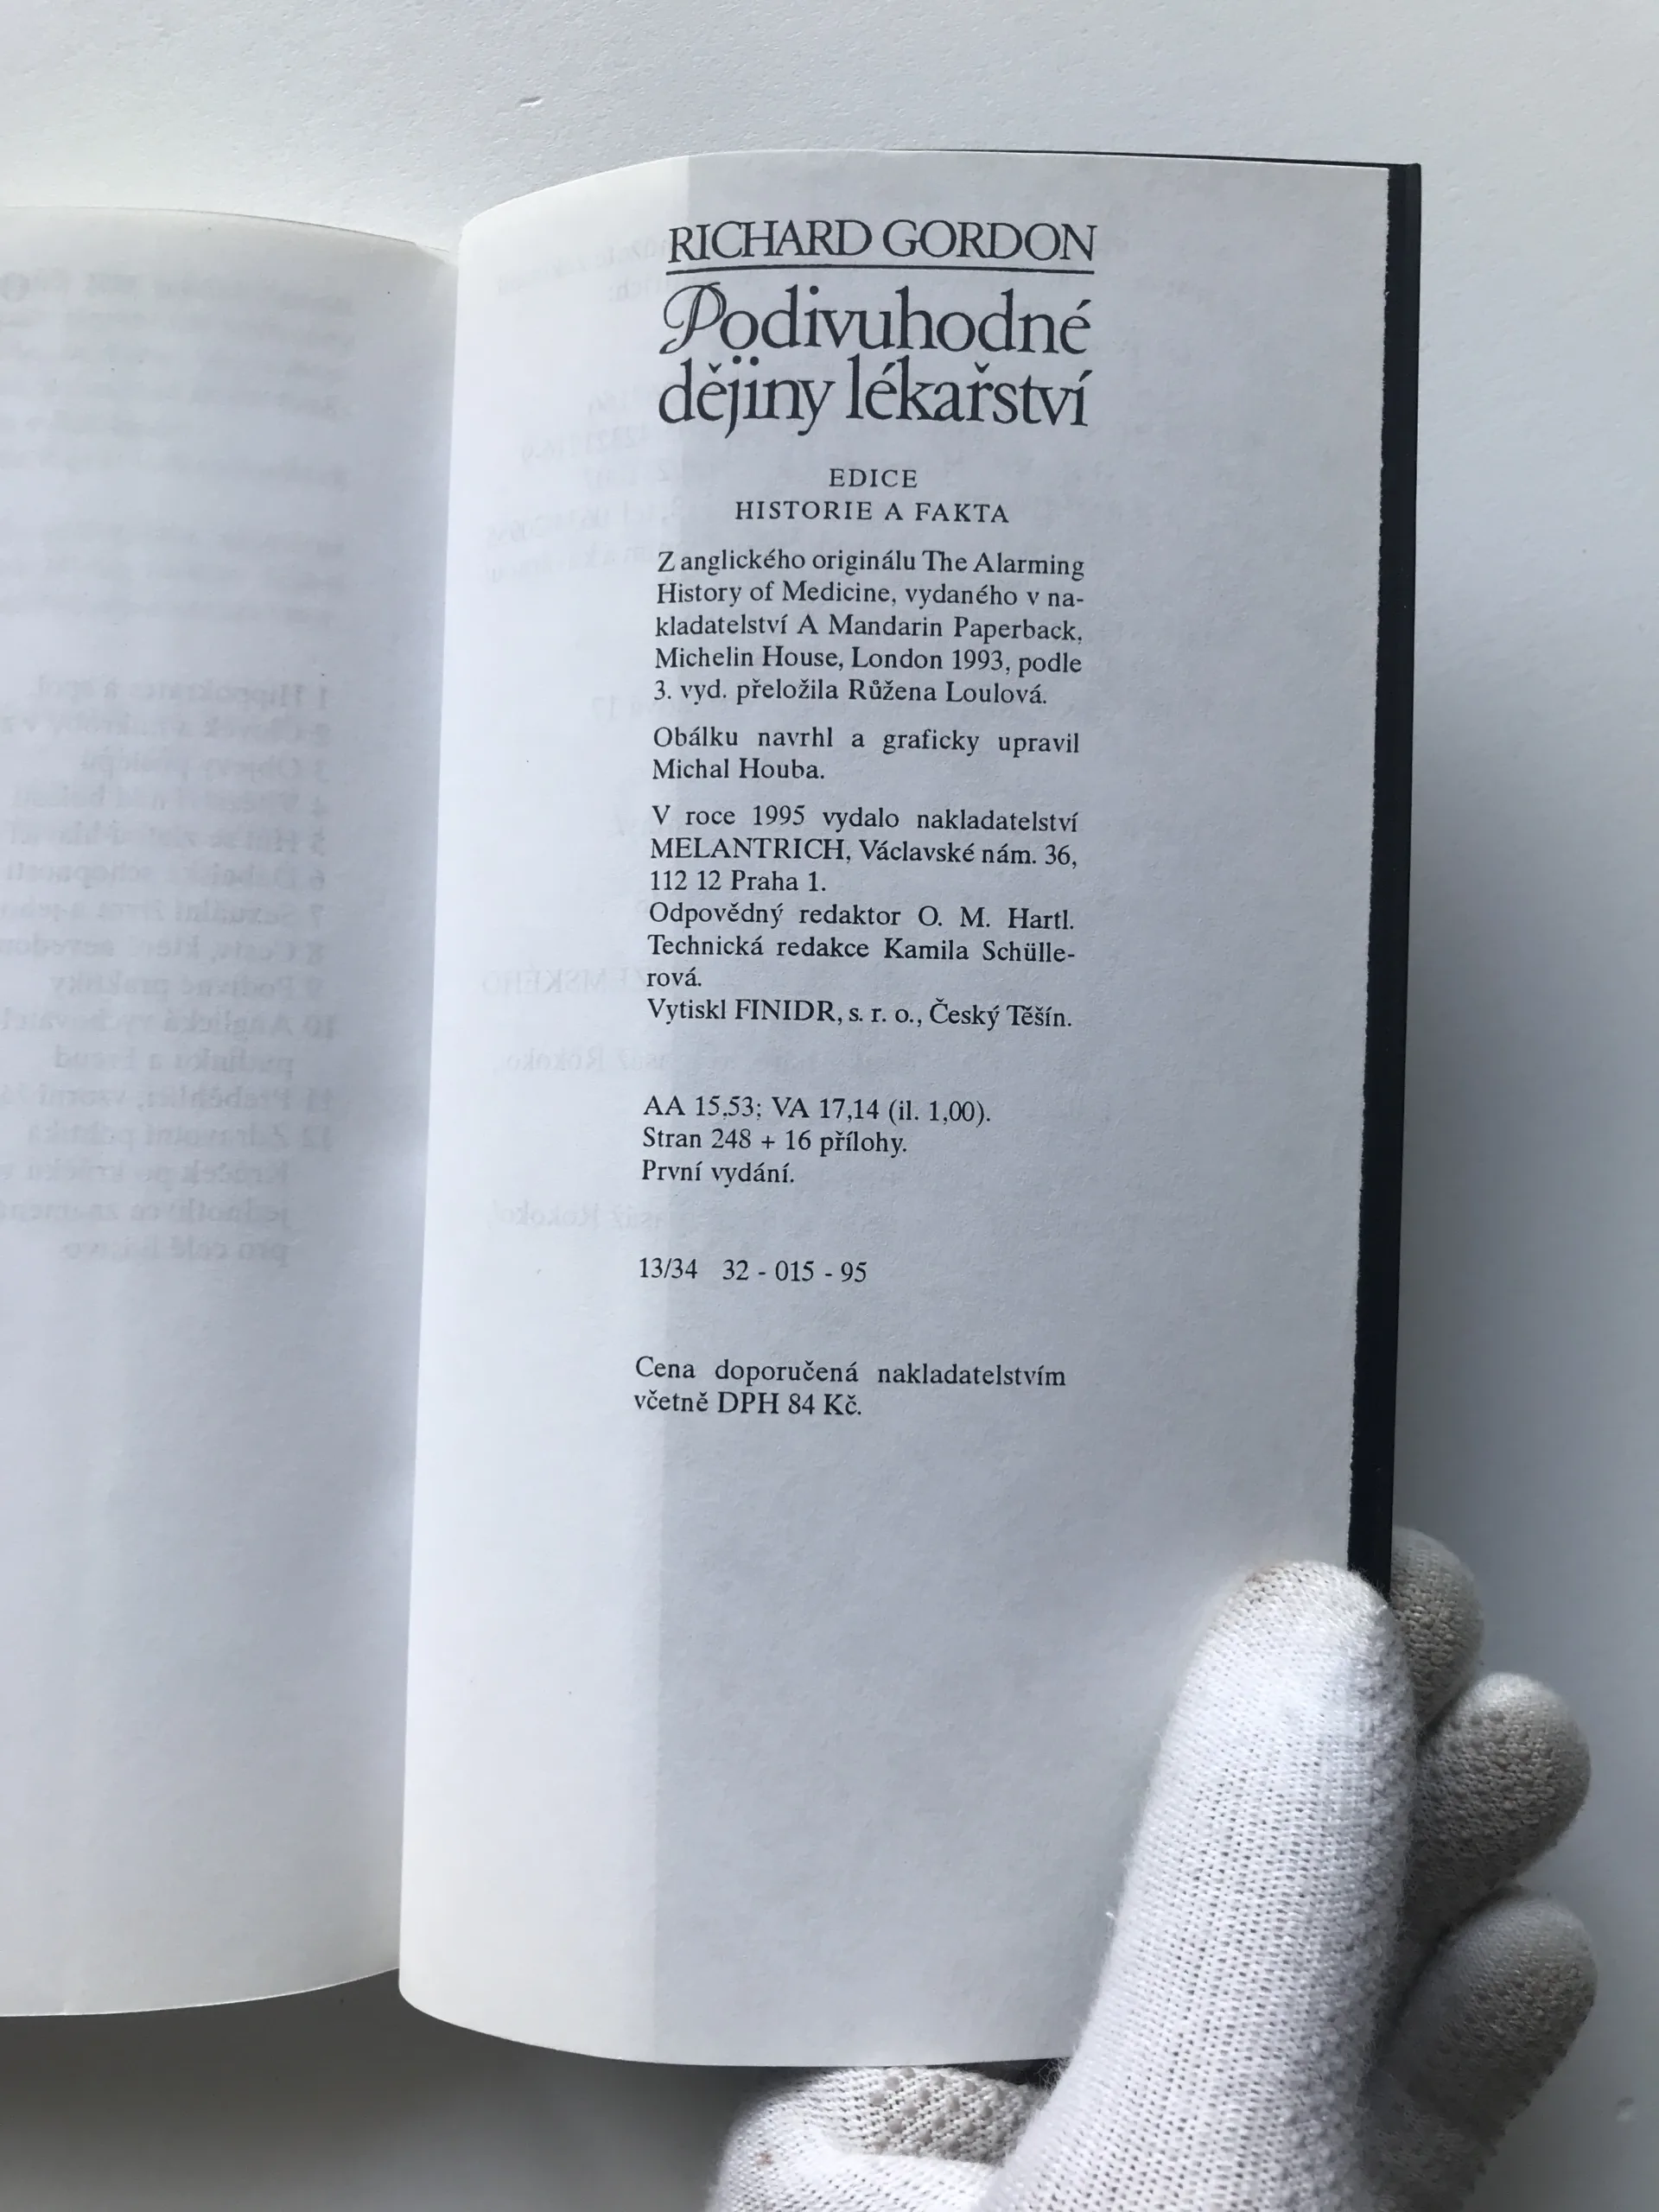 RICHARD GORDON
Podivuhodné
dějiny lékařství
EDICE
HISTORIE A FAKTA
Z anglického originálu The Alarming
History of Medicine, vydaného v na-
kladatelství A Mandarin Paperback,
Michelin House, London 1993, podle
3. vyd. přeložila Růžena Loulová.
Obálku navrhl a graficky upravil
Michal Houba.
V roce 1995 vydalo nakladatelství
MELANTRICH, Václavské nám. 36,
112 12 Praha 1.
Odpovědný redaktor O. M. Hartl.
Technická redakce Kamila Schülle-
rová.
Vytiskl FINIDR, s. r. o., Český Těšín.
AA 15,53; VA 17,14 (il. 1,00).
Stran 248 + 16 přílohy.
První vydání.
13/34 32 - 015 - 95
Cena doporučená nakladatelstvím
včetně DPH 84 Kč.